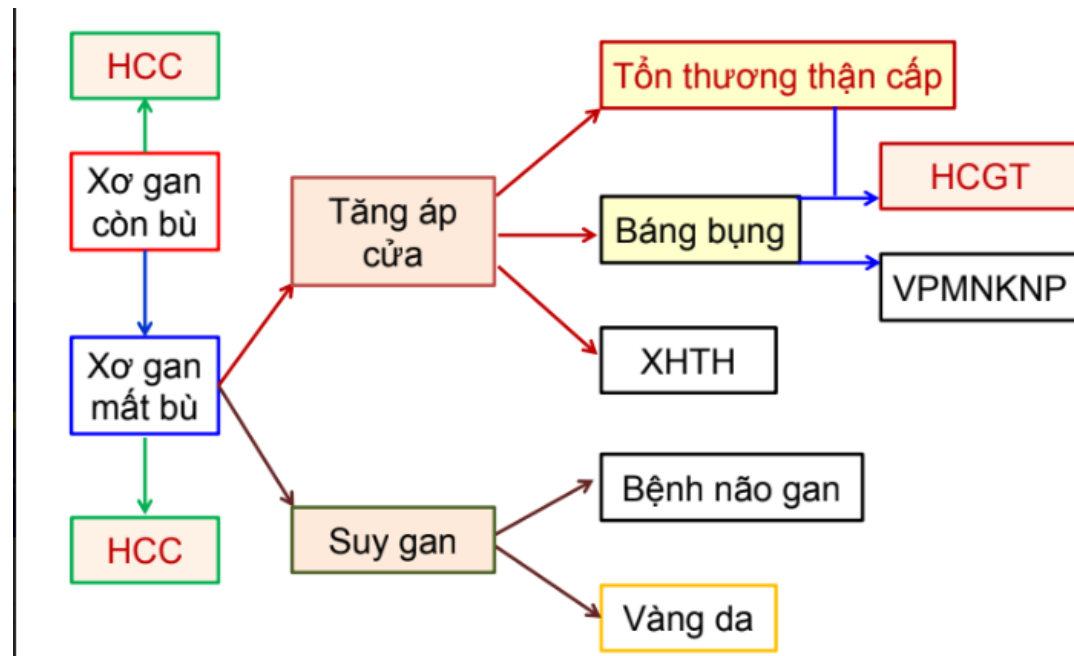 HCC
Xơ gan
còn bù
Xơ gan
mất bù
HCC
Tăng áp
cửa
Suy gan
Tổn thương thận cấp
Báng bụng
XHTH
Bệnh não gan
Vàng da
HCGT
VPMNKNP